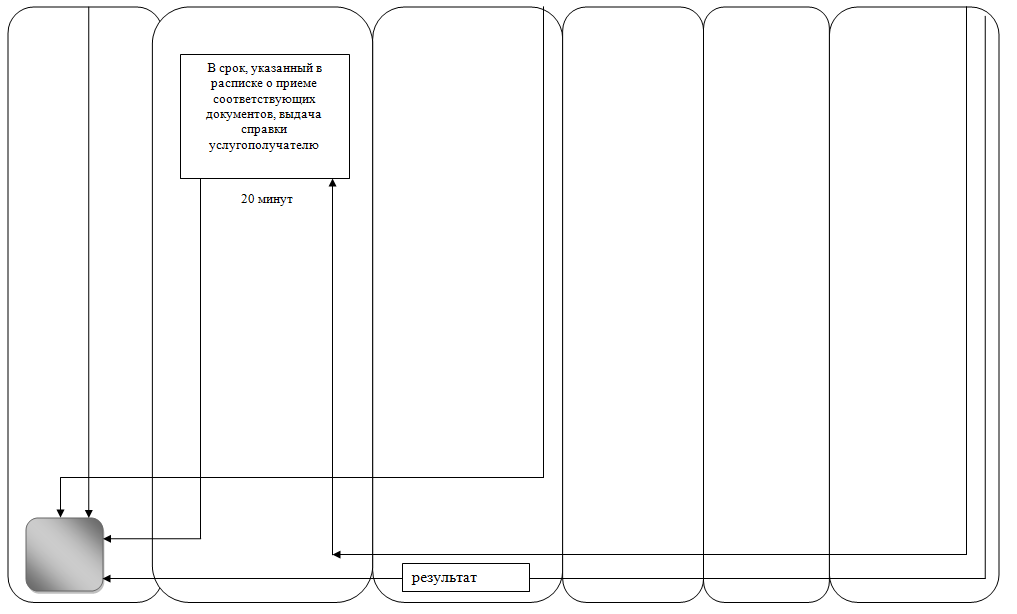 В срок, указанный в
расписке о приеме
соответствующих
документов, выдача
справки
услугополучателю
20 минут
результат